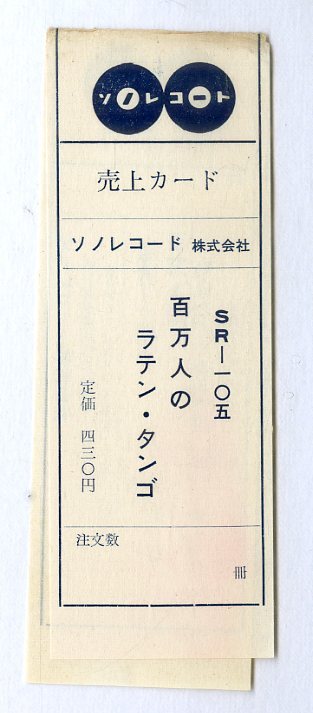 ソノレコート
売上カード
ソノレコード 株式会社
SR―一〇五
百万人の
ラテン・タンゴ
定価 四三〇円
注文数
冊